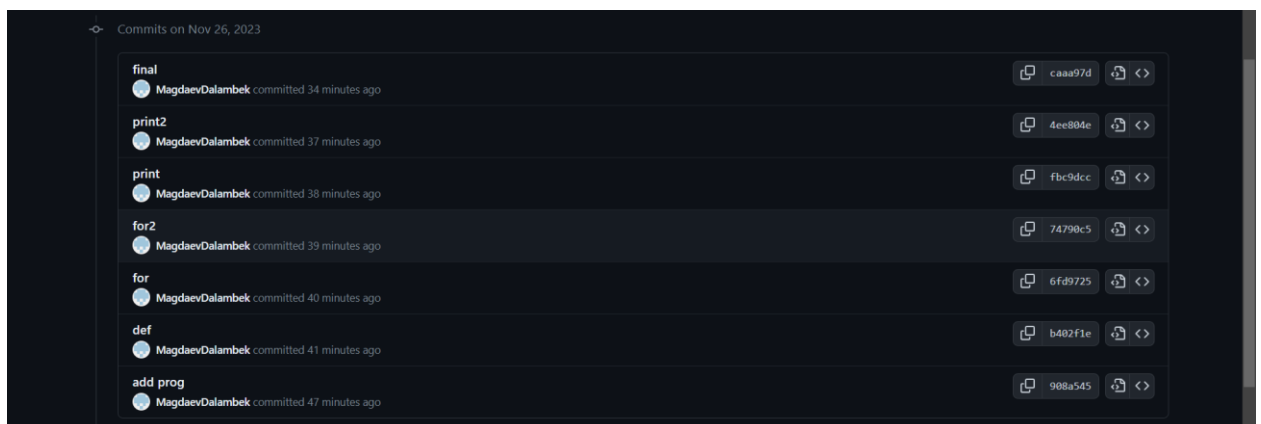 Commits on Nov 26, 2023
final
caaa97d
MagdaevDalambek committed 34 minutes ago
print2
4ee804e
MagdaevDalambek committed 37 minutes ago
print
fbc9dcc
MagdaevDalambek committed 38 minutes ago
for2
74790c5
MagdaevDalambek committed 39 minutes ago
for
6fd9725
MagdaevDalambek committed 40 minutes ago
def
b402f1e
MagdaevDalambek committed 41 minutes ago
add prog
908a545
MagdaevDalambek committed 47 minutes ago